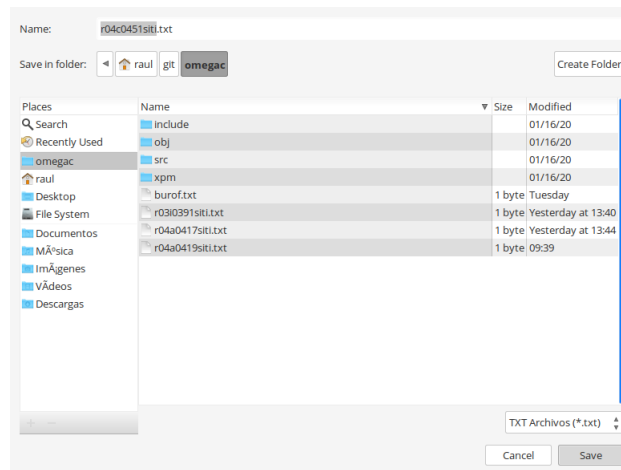 Name: r04c0451siti.txt
Save in folder: raul git omegac Create Folder
Places Name Size Modified
Search include 01/16/20
Recently Used obj 01/16/20
omegac src 01/16/20
raul xpm 01/16/20
Desktop burof.txt 1 byte Tuesday
File System r03i0391siti.txt 1 byte Yesterday at 13:40
Documentos r04a0417siti.txt 1 byte Yesterday at 13:44
MÃºsica r04a0419siti.txt 1 byte 09:39
ImÃ¡genes
VÃdeos
Descargas
TXT Archivos (*.txt)
Cancel Save